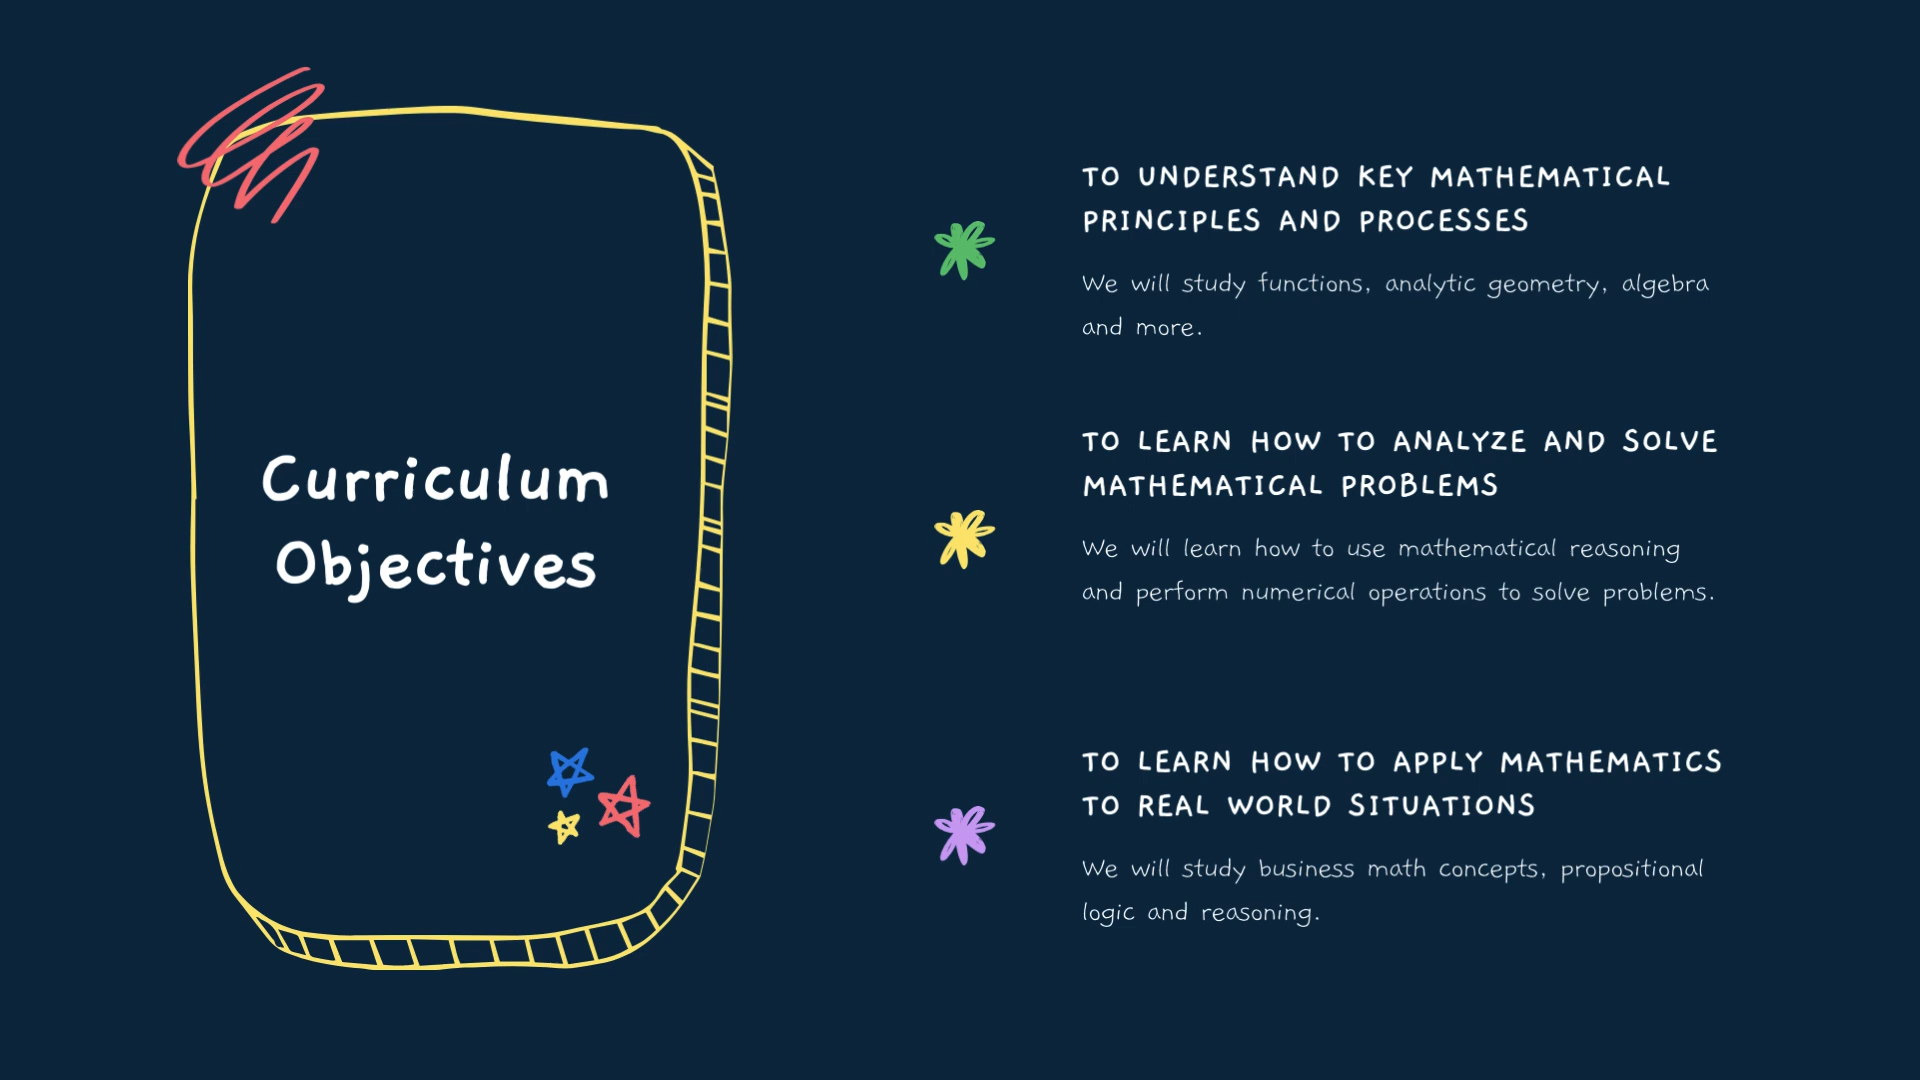 Curriculum
Objectives
TO UNDERSTAND KEY MATHEMATICAL
PRINCIPLES AND PROCESSES
We will study functions, analytic geometry, algebra
and more.
TO LEARN HOW TO ANALYZE AND SOLVE
MATHEMATICAL PROBLEMS
We will learn how to use mathematical reasoning
and perform numerical operations to solve problems.
TO LEARN HOW TO APPLY MATHEMATICS
TO REAL WORLD SITUATIONS
We will study business math concepts, propositional
logic and reasoning.